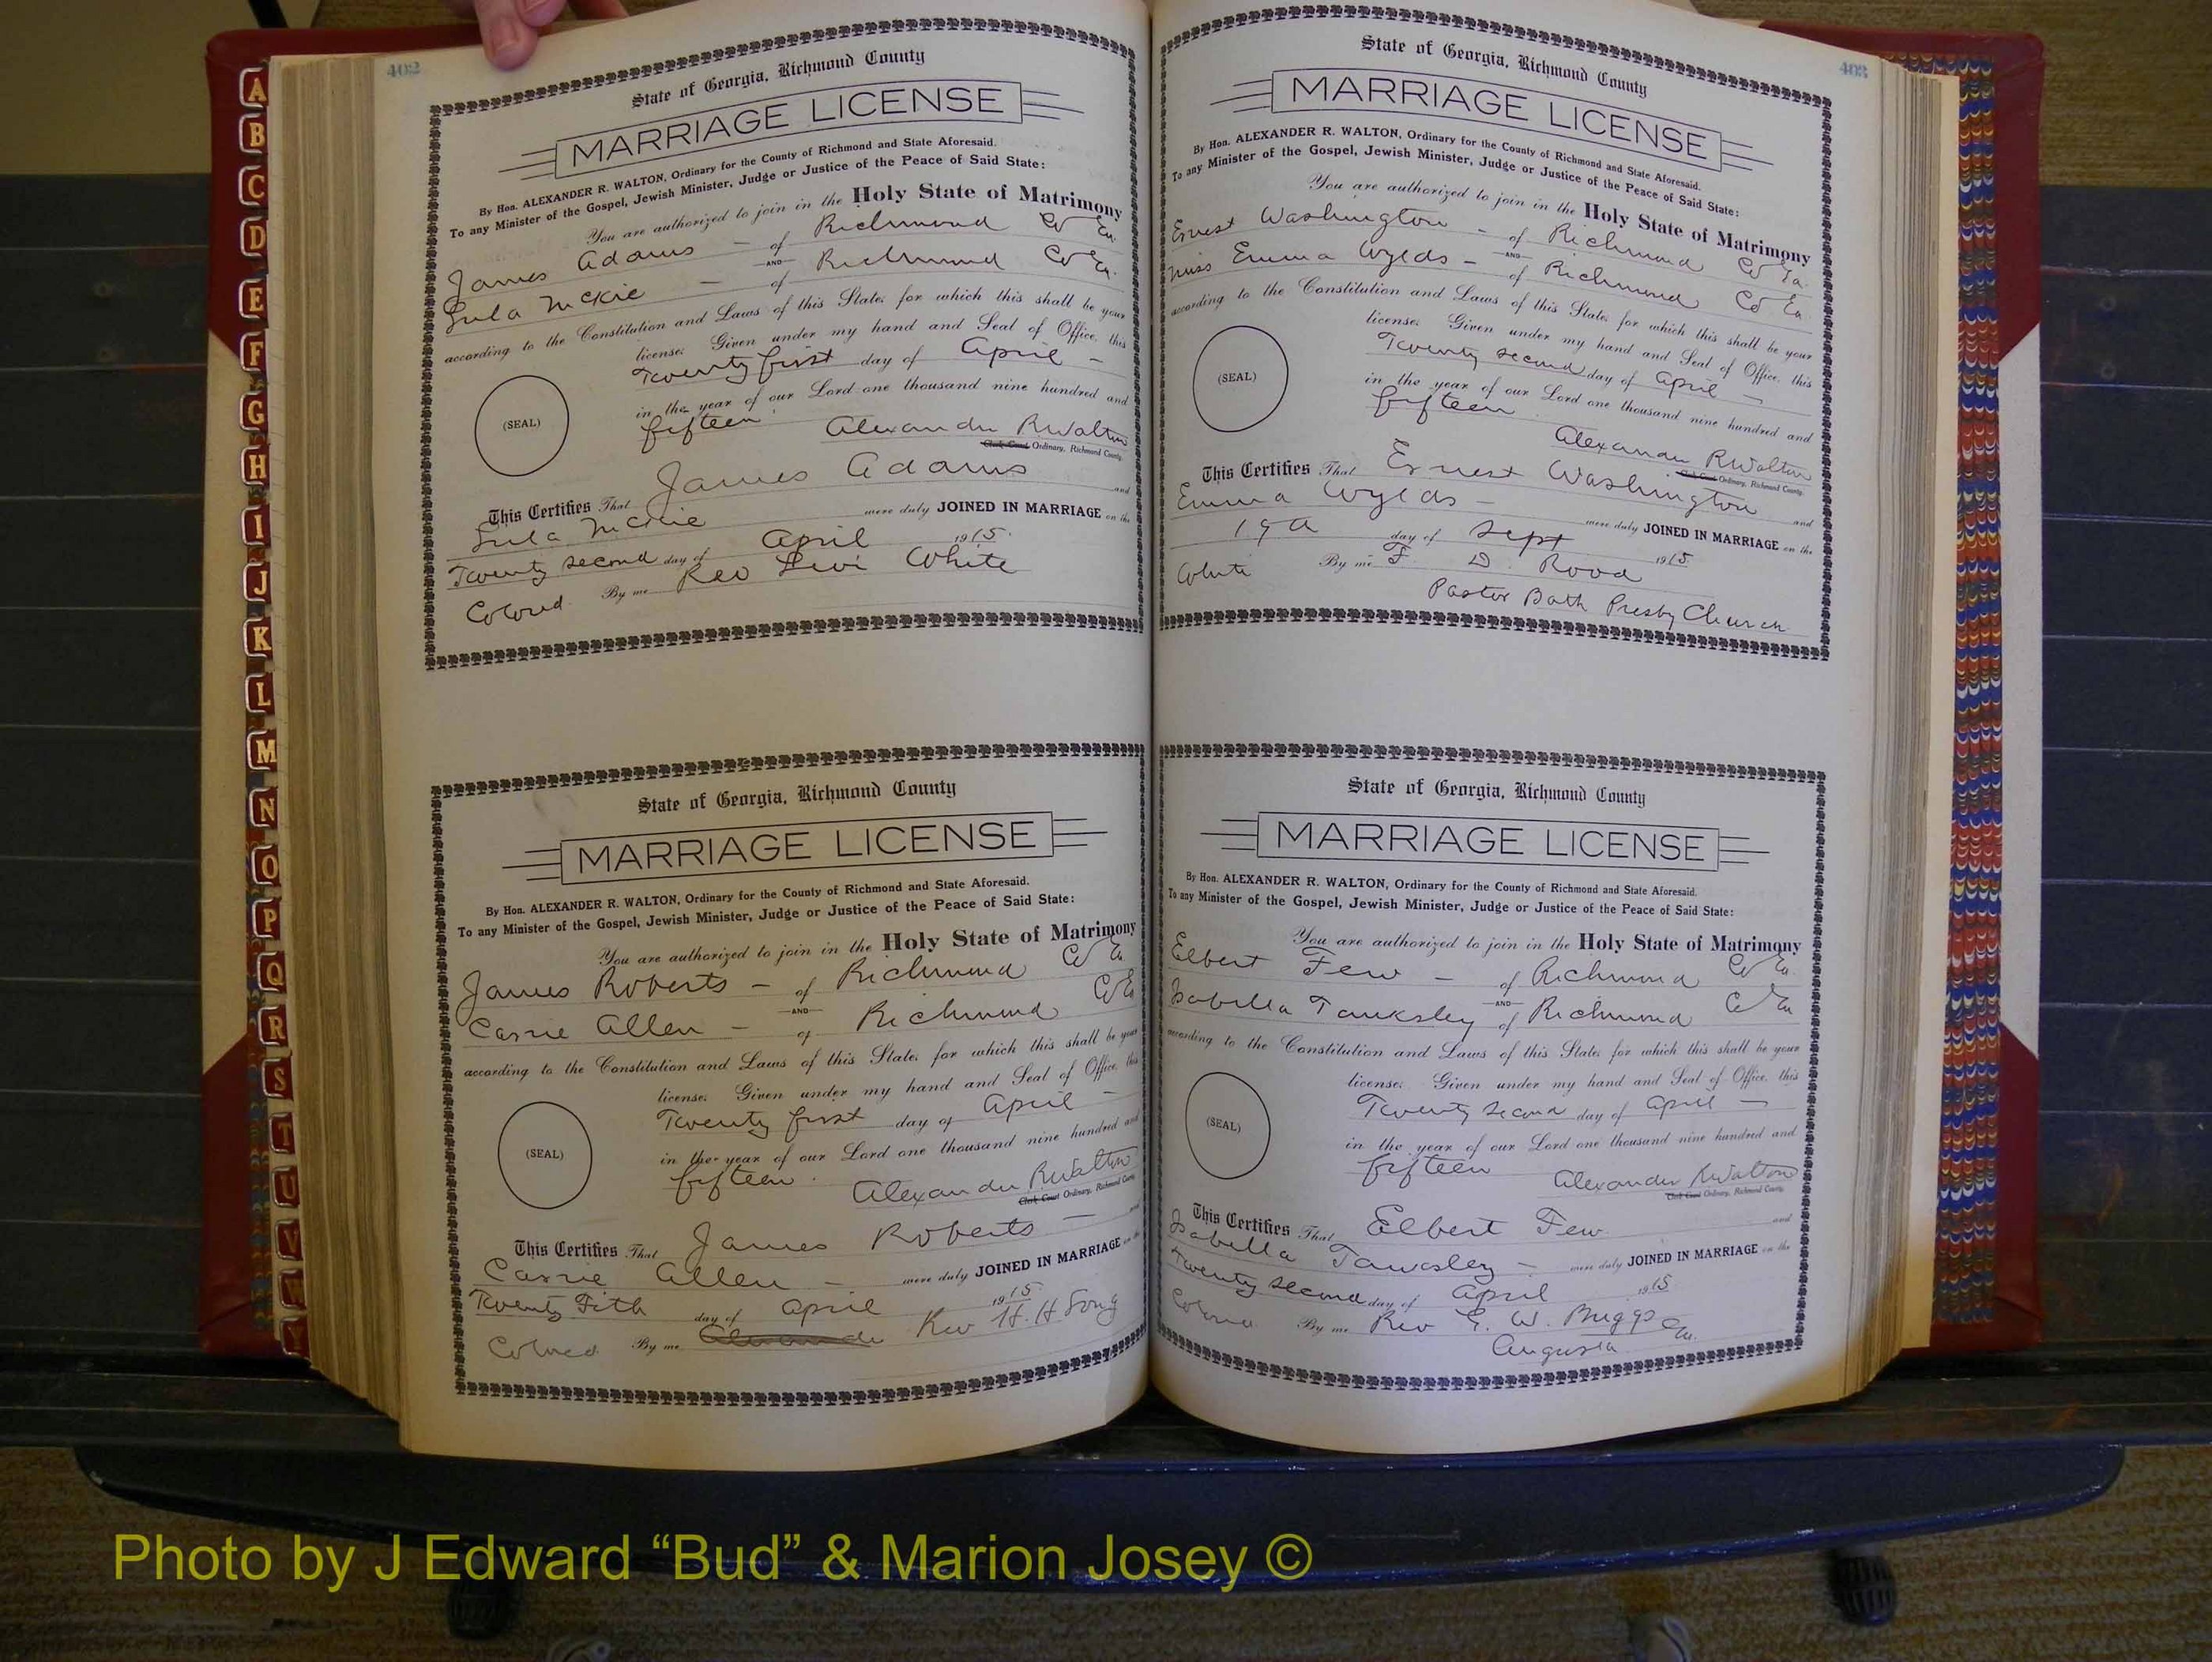 402
State of Georgia, Richmond County
MARRIAGE LICENSE
By Hon. ALEXANDER R. WALTON, Ordinary for the County of Richmond and State Aforesaid.
To any Minister of the Gospel, Jewish Minister, Judge or Justice of the Peace of Said State:
You are authorized to join in the Holy State of Matrimony
James Adams - of Richmond Co Ga.
AND
Lula McKie - of Richmond Co Ga.
according to the Constitution and Laws of this State, for which this shall be your
license. Given under my hand and Seal of Office, this
Twenty first day of April -
in the year of our Lord one thousand nine hundred and
fifteen
(SEAL)
Alexander R Walton
Clerk Court Ordinary, Richmond County.
This Certifies That James Adams and
Lula McKie were duly JOINED IN MARRIAGE on the
Twenty second day of April 1915.
Colored By me Rev Levi White
State of Georgia, Richmond County
MARRIAGE LICENSE
By Hon. ALEXANDER R. WALTON, Ordinary for the County of Richmond and State Aforesaid.
To any Minister of the Gospel, Jewish Minister, Judge or Justice of the Peace of Said State:
You are authorized to join in the Holy State of Matrimony
James Roberts - of Richmond Co Ga
AND
Carrie Allen - of Richmond Co Ga
according to the Constitution and Laws of this State, for which this shall be your
license. Given under my hand and Seal of Office, this
Twenty first day of April -
in the year of our Lord one thousand nine hundred and
fifteen.
(SEAL)
Alexander R Walton
Clerk Court Ordinary, Richmond County
This Certifies That James Roberts - and
Carrie Allen - were duly JOINED IN MARRIAGE on the
Twenty Fith day of April 1915.
Colored By me Alexander Rev H. H Song
403
State of Georgia, Richmond County
MARRIAGE LICENSE
By Hon. ALEXANDER R. WALTON, Ordinary for the County of Richmond and State Aforesaid.
To any Minister of the Gospel, Jewish Minister, Judge or Justice of the Peace of Said State:
You are authorized to join in the Holy State of Matrimony
Ernest Washington - of Richmond Co Ga.
AND
Miss Emma Wylds - of Richmond Co Ga.
according to the Constitution and Laws of this State, for which this shall be your
license. Given under my hand and Seal of Office, this
Twenty second day of April -
in the year of our Lord one thousand nine hundred and
fifteen
(SEAL)
Alexander R Walton
Clerk Court Ordinary, Richmond County.
This Certifies That Ernest Washington and
Emma Wylds - were duly JOINED IN MARRIAGE on the
day of Sept 1915.
White By me F. D. Rood
Pastor Bath Presby Church
State of Georgia, Richmond County
MARRIAGE LICENSE
By Hon. ALEXANDER R. WALTON, Ordinary for the County of Richmond and State Aforesaid.
To any Minister of the Gospel, Jewish Minister, Judge or Justice of the Peace of Said State:
You are authorized to join in the Holy State of Matrimony
Elbert Few - of Richmond Co Ga.
AND
Isabella Tanksley of Richmond Co Ga
according to the Constitution and Laws of this State, for which this shall be your
license. Given under my hand and Seal of Office, this
Twenty second day of April -
in the year of our Lord one thousand nine hundred and
fifteen
(SEAL)
Alexander R Walton
Clerk Court Ordinary, Richmond County
This Certifies That Elbert Few and
Isabella Tawesley - were duly JOINED IN MARRIAGE on the
Twenty second day of April 1915
Colored By me Rev G. W. Buggs
Augusta Ga.
A
B
C
D
E
F
G
H
I
J
K
L
M
N
O
P
Q
R
S
T
U
V
W
Y
Photo by J Edward “Bud” & Marion Josey ©